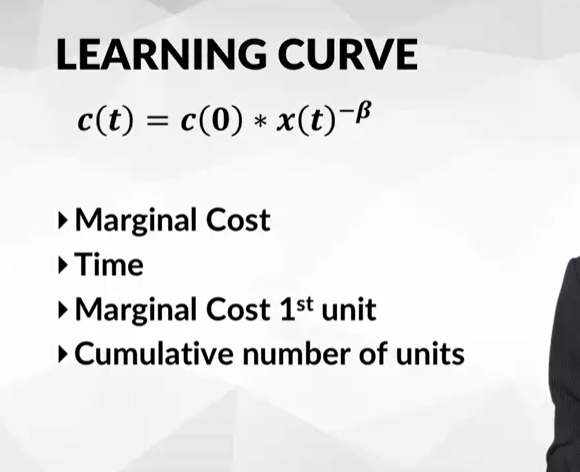 LEARNING CURVE
c(t) = c(0) * x(t)^−β
Marginal Cost
Time
Marginal Cost 1st unit
Cumulative number of units